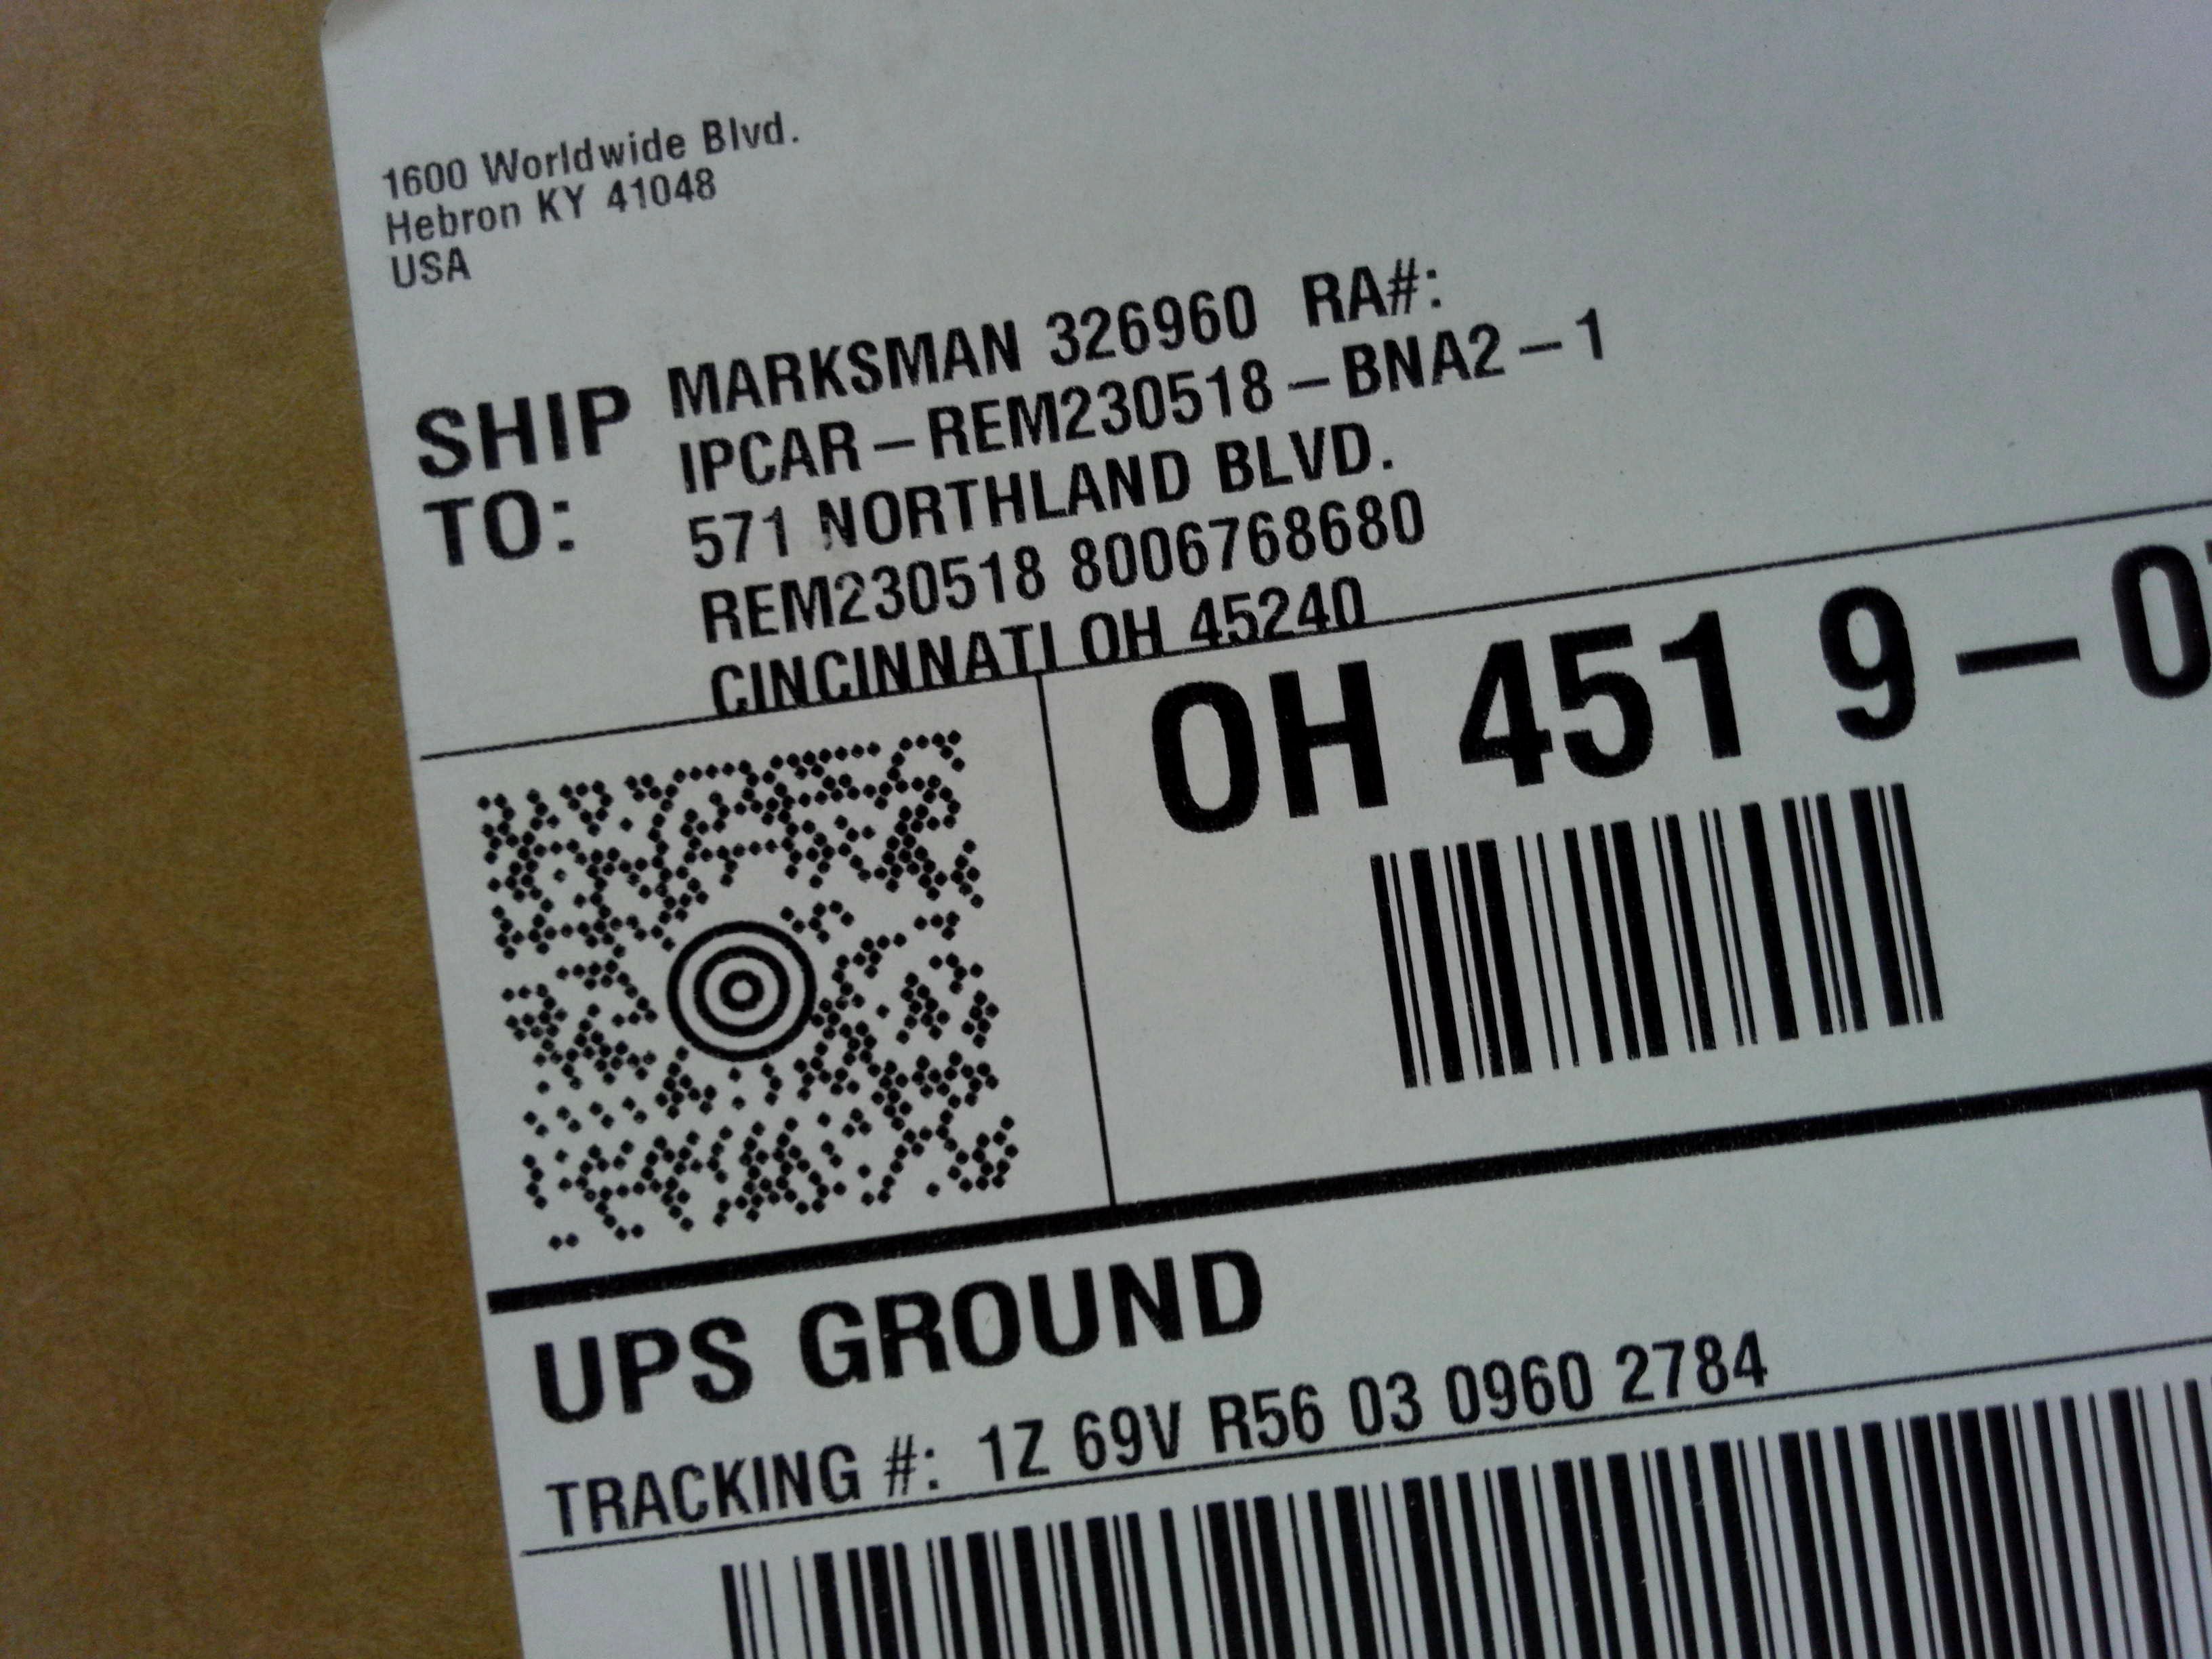 1600 Worldwide Blvd.
Hebron KY 41048
USA
SHIP TO:
MARKSMAN 326960 RA#:
IPCAR-REM230518-BNA2-1
571 NORTHLAND BLVD.
REM230518 8006768680
CINCINNATI OH 45240
OH 451 9-0
UPS GROUND
TRACKING #: 1Z 69V R56 03 0960 2784